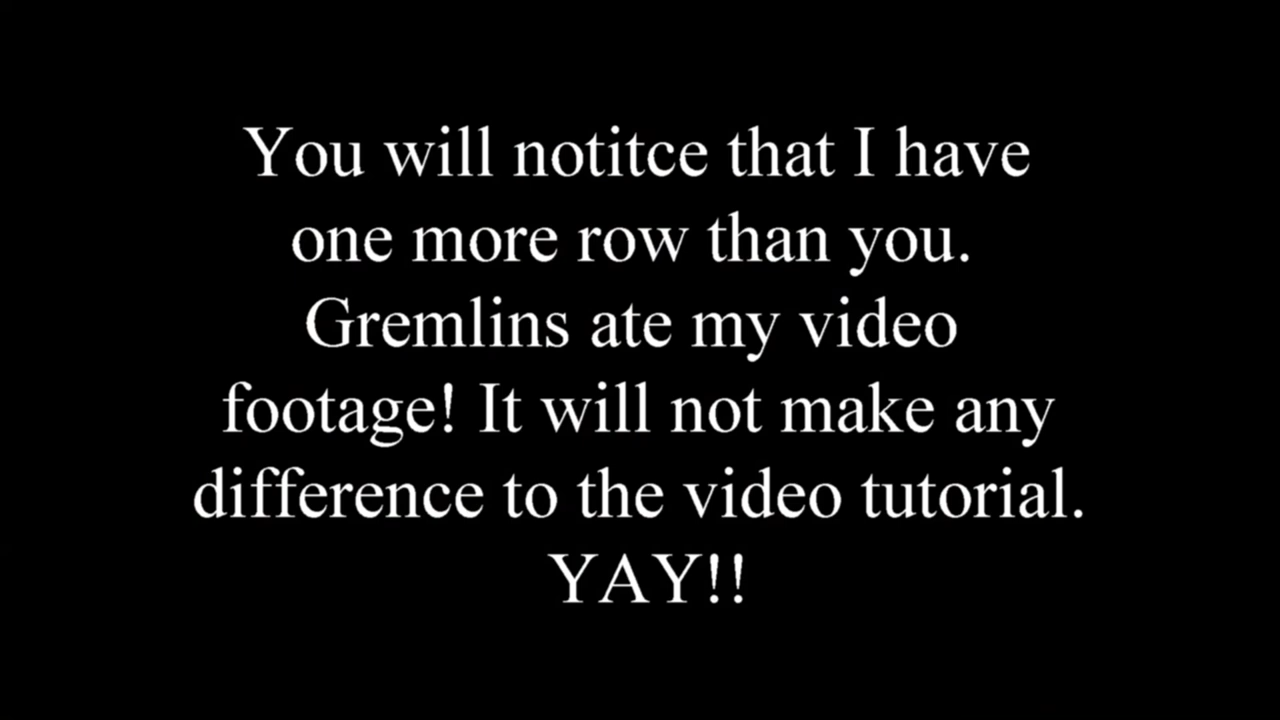 You will notitce that I have
one more row than you.
Gremlins ate my video
footage! It will not make any
difference to the video tutorial.
YAY!!